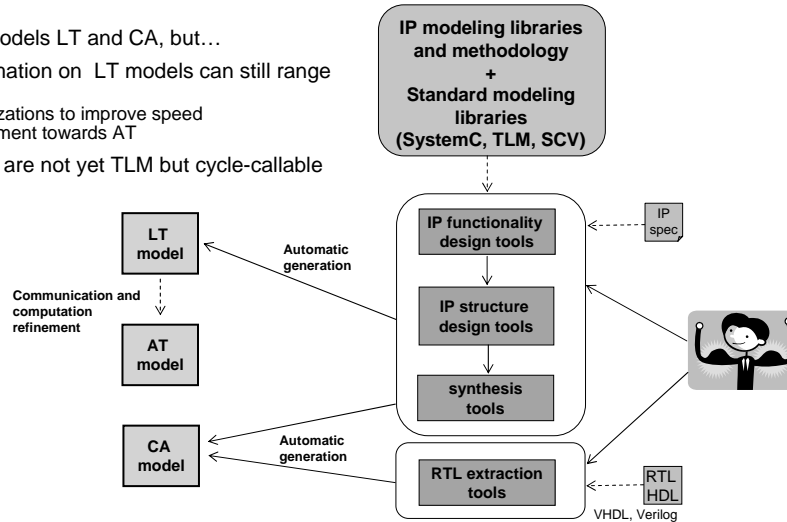 odels LT and CA, but…
nation on LT models can still range
zations to improve speed
ment towards AT
are not yet TLM but cycle-callable
IP modeling libraries
and methodology
+
Standard modeling
libraries
(SystemC, TLM, SCV)
IP functionality
design tools
IP
spec
LT
model
Automatic
generation
Communication and
computation
refinement
IP structure
design tools
AT
model
synthesis
tools
CA
model
Automatic
generation
RTL extraction
tools
RTL
HDL
VHDL, Verilog